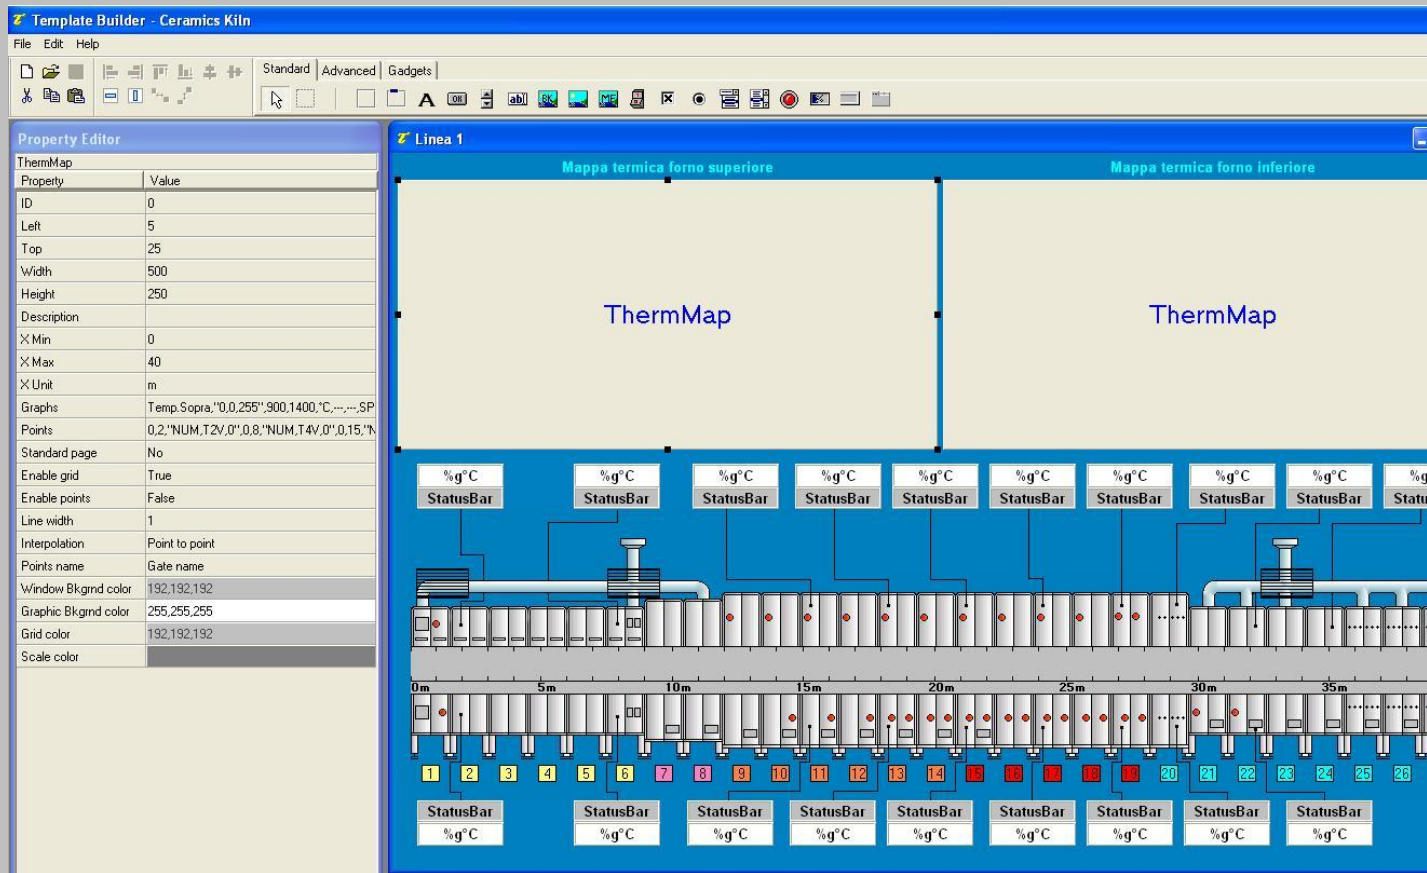 Template Builder - Ceramics Kiln
File Edit Help
Standard Advanced Gadgets
A OK ab| BK ME
Property Editor
ThermMap
Property Value
ID 0
Left 5
Top 25
Width 500
Height 250
Description
X Min 0
X Max 40
X Unit m
Graphs Temp.Sopra,"0,0,255",900,1400,°C,---,---,SP
Points 0,2,"NUM,T2V,0",0,8,"NUM,T4V,0",0,15,"N
Standard page No
Enable grid True
Enable points False
Line width 1
Interpolation Point to point
Points name Gate name
Window Bkgrnd color 192,192,192
Graphic Bkgrnd color 255,255,255
Grid color 192,192,192
Scale color
Linea 1
Mappa termica forno superiore Mappa termica forno inferiore
ThermMap ThermMap
%g°C %g°C %g°C %g°C %g°C %g°C %g°C %g°C %g°C %g
StatusBar StatusBar StatusBar StatusBar StatusBar StatusBar StatusBar StatusBar StatusBar Statu
0m 5m 10m 15m 20m 25m 30m 35m
1 2 3 4 5 6 7 8 9 10 11 12 13 14 15 16 17 18 19 20 21 22 23 24 25 26
StatusBar StatusBar StatusBar StatusBar StatusBar StatusBar StatusBar StatusBar StatusBar
%g°C %g°C %g°C %g°C %g°C %g°C %g°C %g°C %g°C